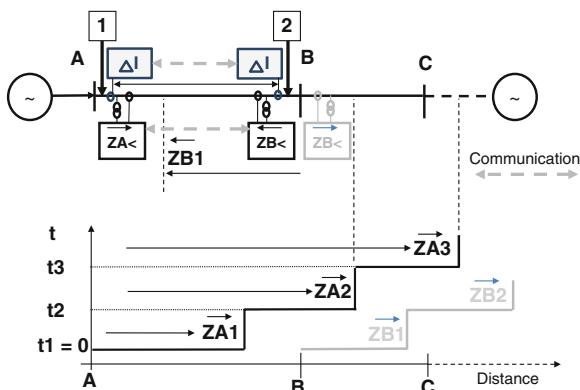 1
2
A
ΔI
ΔI
B
C
~
~
ZA<
ZB<
ZB<
ZB1
Communication
t
ZA3
t3
ZA2
ZB2
t2
ZA1
ZB1
t1 = 0
A
B
C
Distance